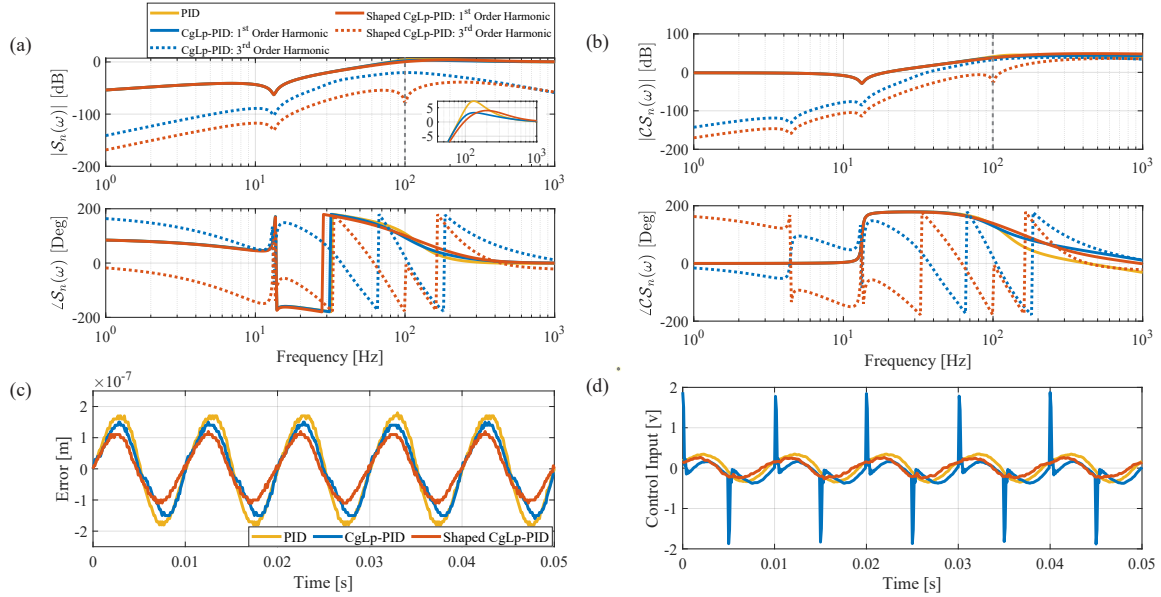 (a)
PID
CgLp-PID: 1st Order Harmonic
CgLp-PID: 3rd Order Harmonic
Shaped CgLp-PID: 1st Order Harmonic
Shaped CgLp-PID: 3rd Order Harmonic
|Sn(ω)| [dB]
0
-100
-200
10^0
10^1
10^2
10^3
5
0
-5
10^2
10^3
∠Sn(ω) [Deg]
200
0
-200
10^0
10^1
10^2
10^3
Frequency [Hz]
(b)
|CSn(ω)| [dB]
100
0
-100
-200
10^0
10^1
10^2
10^3
∠CSn(ω) [Deg]
200
0
-200
10^0
10^1
10^2
10^3
Frequency [Hz]
(c)
×10^-7
Error [m]
2
1
0
-1
-2
PID
CgLp-PID
Shaped CgLp-PID
0
0.01
0.02
0.03
0.04
0.05
Time [s]
(d)
Control Input [v]
2
1
0
-1
-2
0
0.01
0.02
0.03
0.04
0.05
Time [s]